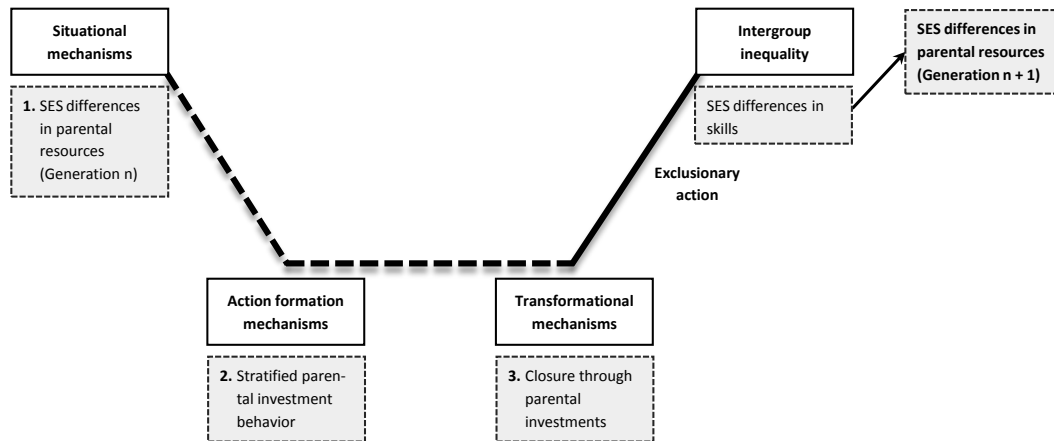 Situational
mechanisms
1. SES differences
in parental
resources
(Generation n)
Intergroup
inequality
SES differences in
skills
SES differences in
parental resources
(Generation n + 1)
Exclusionary
action
Action formation
mechanisms
2. Stratified paren-
tal investment
behavior
Transformational
mechanisms
3. Closure through
parental
investments